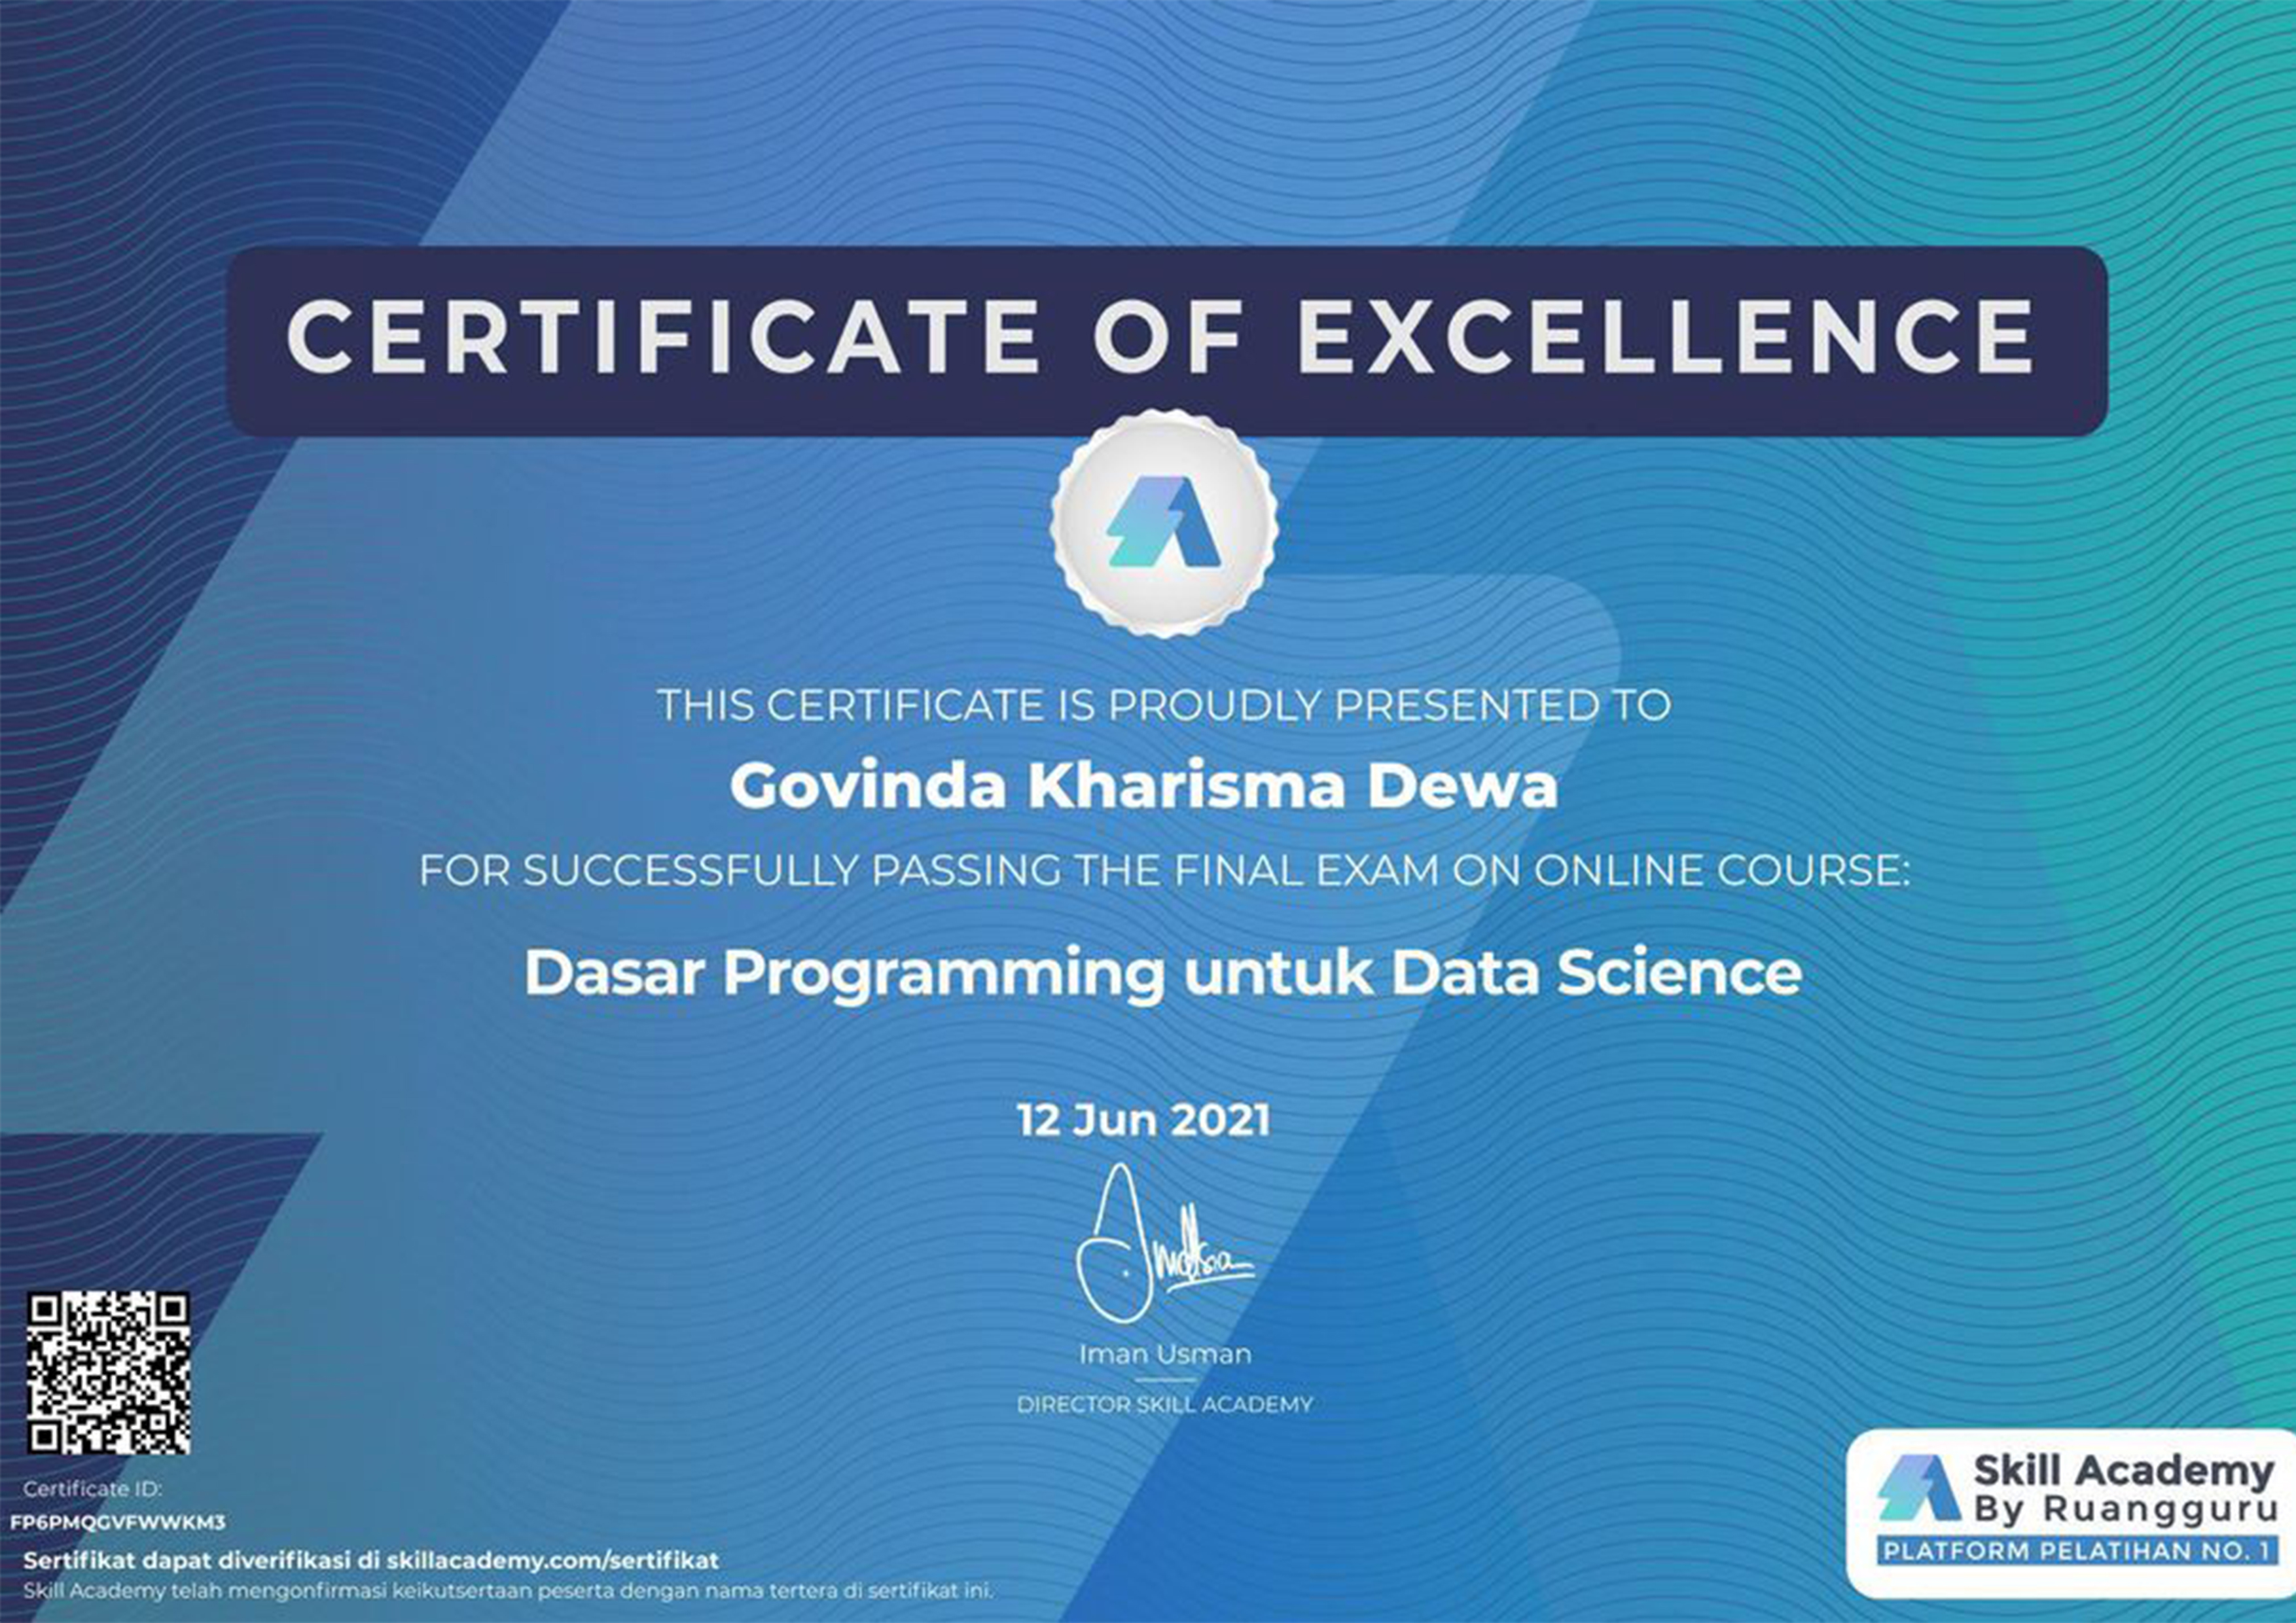 CERTIFICATE OF EXCELLENCE
THIS CERTIFICATE IS PROUDLY PRESENTED TO
Govinda Kharisma Dewa
FOR SUCCESSFULLY PASSING THE FINAL EXAM ON ONLINE COURSE:
Dasar Programming untuk Data Science
12 Jun 2021
Iman Usman
DIRECTOR SKILL ACADEMY
Certificate ID:
FP6PMQGVFWWKM3
Sertifikat dapat diverifikasi di skillacademy.com/sertifikat
Skill Academy telah mengonfirmasi keikutsertaan peserta dengan nama tertera di sertifikat ini.
Skill Academy
By Ruangguru
PLATFORM PELATIHAN NO. 1